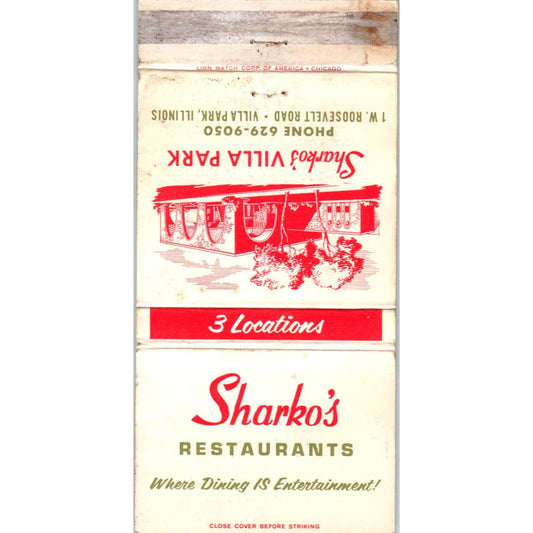 LION MATCH CORP. OF AMERICA • CHICAGO
1 W. ROOSEVELT ROAD • VILLA PARK, ILLINOIS
PHONE 629-9050
Sharko's VILLA PARK
3 Locations
Sharko's
RESTAURANTS
Where Dining IS Entertainment!
CLOSE COVER BEFORE STRIKING